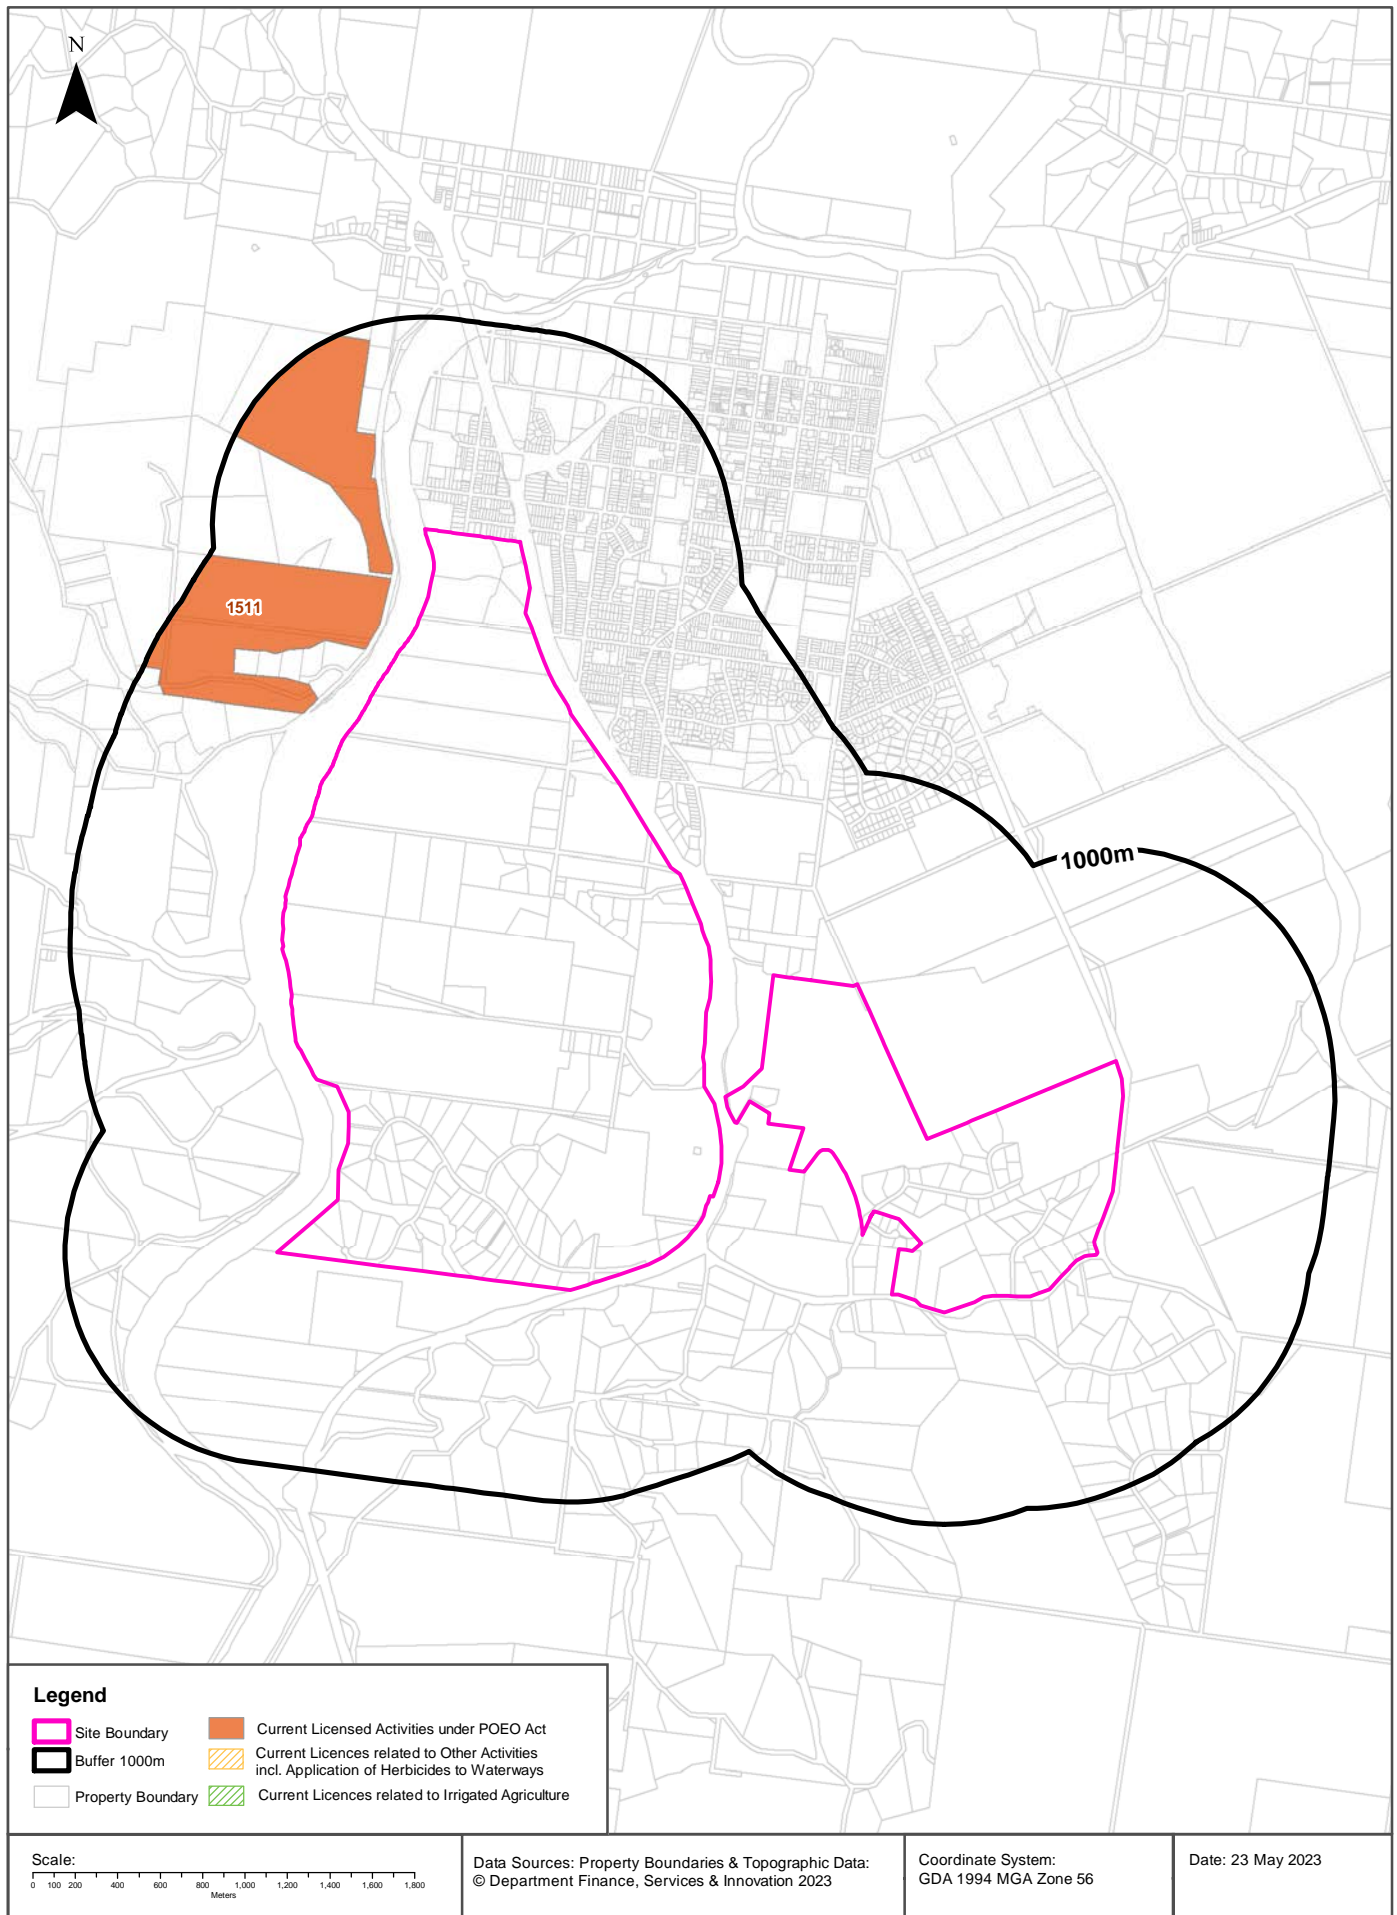 N
1511
1000m
Legend
Site Boundary
Buffer 1000m
Property Boundary
Current Licensed Activities under POEO Act
Current Licences related to Other Activities
incl. Application of Herbicides to Waterways
Current Licences related to Irrigated Agriculture
Scale:
0 100 200 400 600 800 1,000 1,200 1,400 1,600 1,800
Meters
Data Sources: Property Boundaries & Topographic Data:
© Department Finance, Services & Innovation 2023
Coordinate System:
GDA 1994 MGA Zone 56
Date: 23 May 2023